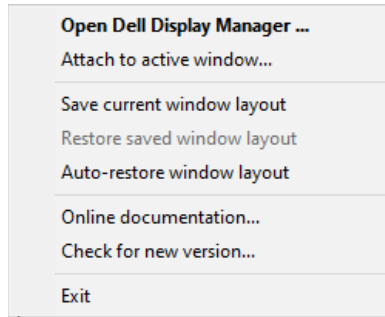 Open Dell Display Manager ...
Attach to active window...
Save current window layout
Restore saved window layout
Auto-restore window layout
Online documentation...
Check for new version...
Exit